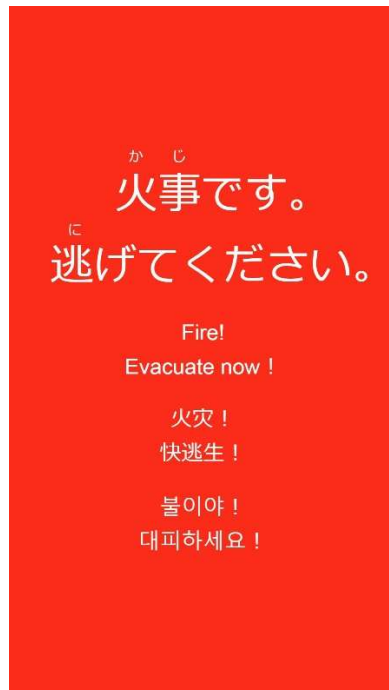 か じ
火事です。
に
逃げてください。
Fire!
Evacuate now !
火灾！
快逃生！
불이야 !
대피하세요 !